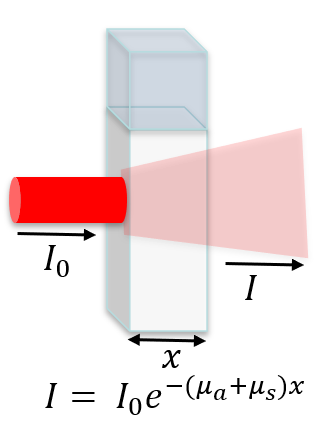 I₀
I
x
I = I₀e^{-(μₐ+μₛ)x}